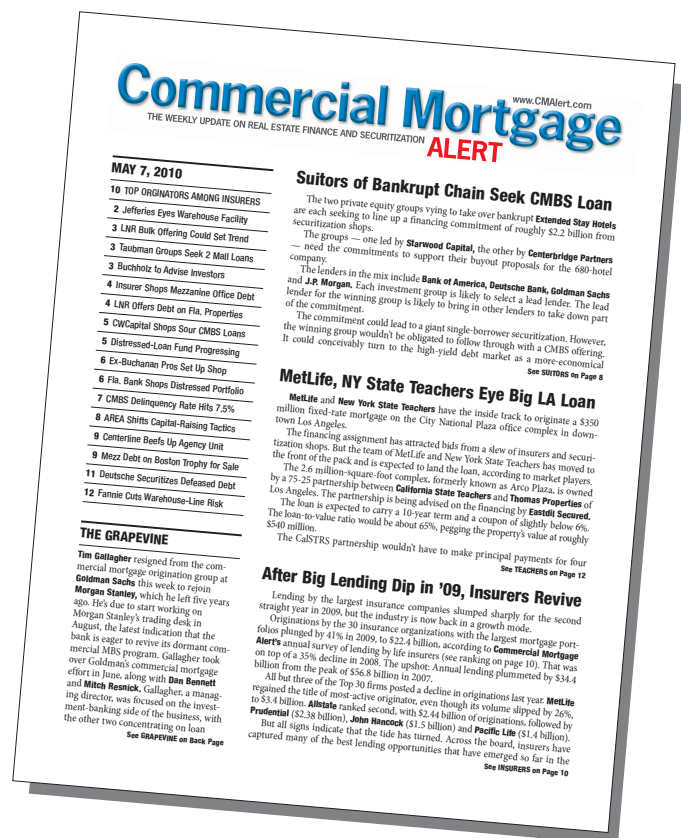 www.CMAlert.com
Commercial Mortgage
THE WEEKLY UPDATE ON REAL ESTATE FINANCE AND SECURITIZATION
ALERT
MAY 7, 2010
10 TOP ORGINATORS AMONG INSURERS
2 Jefferies Eyes Warehouse Facility
3 LNR Bulk Offering Could Set Trend
3 Taubman Groups Seek 2 Mall Loans
3 Buchholz to Advise Investors
4 Insurer Shops Mezzanine Office Debt
4 LNR Offers Debt on Fla. Properties
5 CWCapital Shops Sour CMBS Loans
5 Distressed-Loan Fund Progressing
6 Ex-Buchanan Pros Set Up Shop
6 Fla. Bank Shops Distressed Portfolio
7 CMBS Delinquency Rate Hits 7.5%
8 AREA Shifts Capital-Raising Tactics
9 Centerline Beefs Up Agency Unit
9 Mezz Debt on Boston Trophy for Sale
11 Deutsche Securitizes Defeased Debt
12 Fannie Cuts Warehouse-Line Risk
THE GRAPEVINE
Tim Gallagher resigned from the com-
mercial mortgage origination group at
Goldman Sachs this week to rejoin
Morgan Stanley, which he left five years
ago. He's due to start working on
Morgan Stanley's trading desk in
August, the latest indication that the
bank is eager to revive its dormant com-
mercial MBS program. Gallagher took
over Goldman's commercial mortgage
effort in June, along with Dan Bennett
and Mitch Resnick. Gallagher, a manag-
ing director, was focused on the invest-
ment-banking side of the business, with
the other two concentrating on loan
See GRAPEVINE on Back Page
Suitors of Bankrupt Chain Seek CMBS Loan
The two private equity groups vying to take over bankrupt Extended Stay Hotels
are each seeking to line up a financing commitment of roughly $2.2 billion from
securitization shops.
The groups — one led by Starwood Capital, the other by Centerbridge Partners
— need the commitments to support their buyout proposals for the 680-hotel
company.
The lenders in the mix include Bank of America, Deutsche Bank, Goldman Sachs
and J.P. Morgan. Each investment group is likely to select a lead lender. The lead
lender for the winning group is likely to bring in other lenders to take down part
of the commitment.
The commitment could lead to a giant single-borrower securitization. However,
the winning group wouldn't be obligated to follow through with a CMBS offering.
It could conceivably turn to the high-yield debt market as a more-economical
See SUITORS on Page 8
MetLife, NY State Teachers Eye Big LA Loan
MetLife and New York State Teachers have the inside track to originate a $350
million fixed-rate mortgage on the City National Plaza office complex in down-
town Los Angeles.
The financing assignment has attracted bids from a slew of insurers and securi-
tization shops. But the team of MetLife and New York State Teachers has moved to
the front of the pack and is expected to land the loan, according to market players.
The 2.6 million-square-foot complex, formerly known as Arco Plaza, is owned
by a 75-25 partnership between California State Teachers and Thomas Properties of
Los Angeles. The partnership is being advised on the financing by Eastdil Secured.
The loan is expected to carry a 10-year term and a coupon of slightly below 6%.
The loan-to-value ratio would be about 65%, pegging the property's value at roughly
$540 million.
The CalSTRS partnership wouldn't have to make principal payments for four
See TEACHERS on Page 12
After Big Lending Dip in '09, Insurers Revive
Lending by the largest insurance companies slumped sharply for the second
straight year in 2009, but the industry is now back in a growth mode.
Originations by the 30 insurance organizations with the largest mortgage port-
folios plunged by 41% in 2009, to $22.4 billion, according to Commercial Mortgage
Alert's annual survey of lending by life insurers (see ranking on page 10). That was
on top of a 35% decline in 2008. The upshot: Annual lending plummeted by $34.4
billion from the peak of $56.8 billion in 2007.
All but three of the Top 30 firms posted a decline in originations last year. MetLife
regained the title of most-active originator, even though its volume slipped by 26%,
to $3.4 billion. Allstate ranked second, with $2.44 billion of originations, followed by
Prudential ($2.38 billion), John Hancock ($1.5 billion) and Pacific Life ($1.4 billion).
But all signs indicate that the tide has turned. Across the board, insurers have
captured many of the best lending opportunities that have emerged so far in the
See INSURERS on Page 10